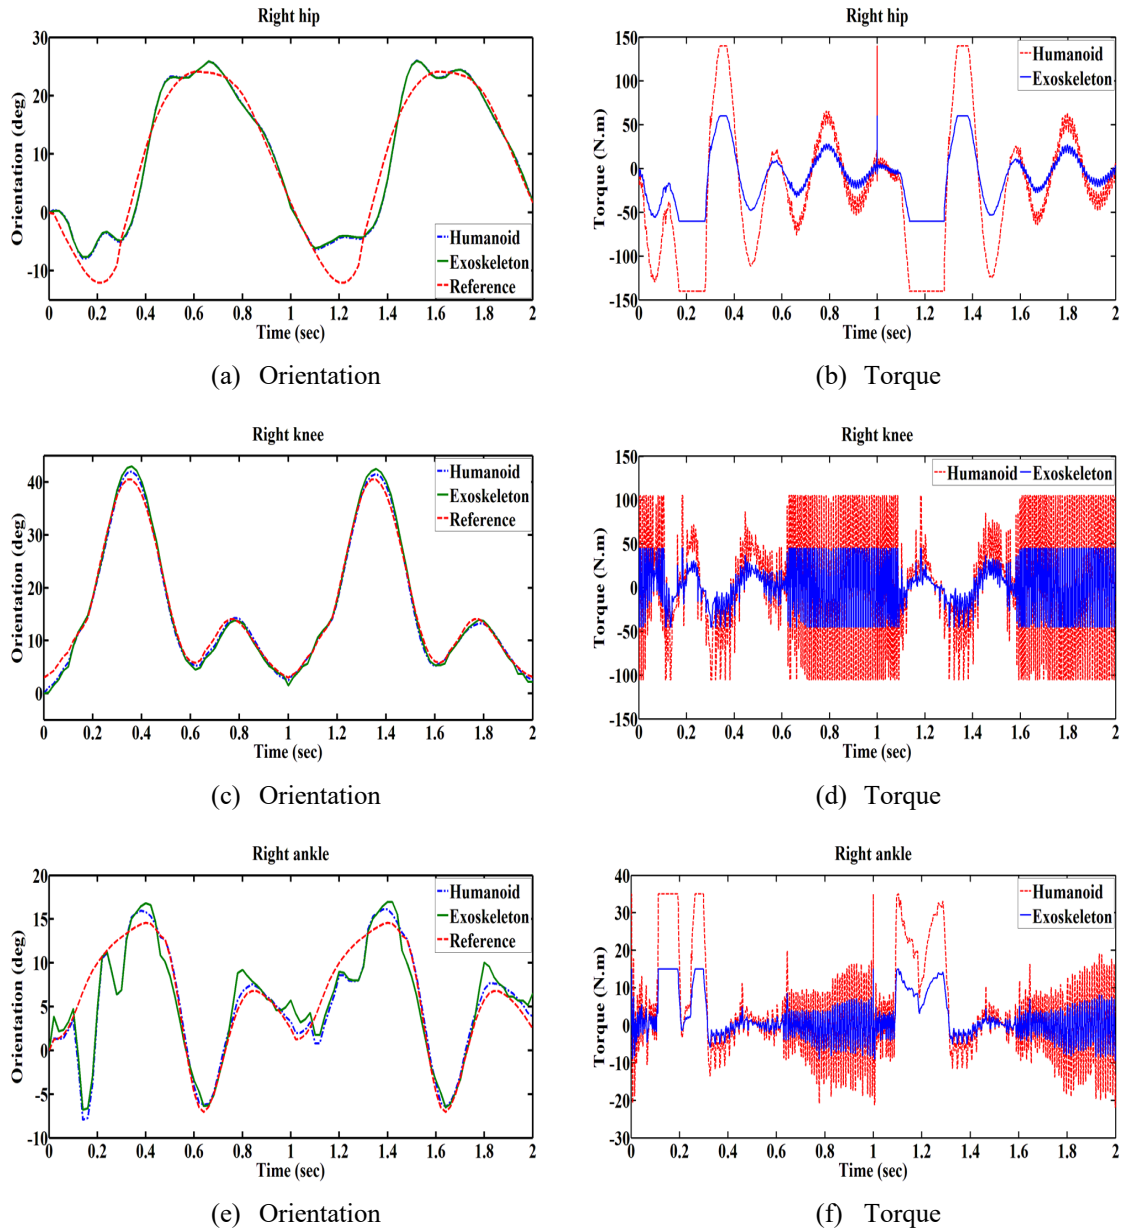 Right hip
Right hip
30
20
10
0
-10
Orientation (deg)
Humanoid
Exoskeleton
Reference
0 0.2 0.4 0.6 0.8 1 1.2 1.4 1.6 1.8 2
Time (sec)
150
100
50
0
-50
-100
-150
Torque (N.m)
Humanoid
Exoskeleton
0 0.2 0.4 0.6 0.8 1 1.2 1.4 1.6 1.8 2
Time (sec)
(a) Orientation
(b) Torque
Right knee
Right knee
40
30
20
10
0
Orientation (deg)
Humanoid
Exoskeleton
Reference
0 0.2 0.4 0.6 0.8 1 1.2 1.4 1.6 1.8 2
Time (sec)
150
100
50
0
-50
-100
-150
Torque (N.m)
Humanoid Exoskeleton
0 0.2 0.4 0.6 0.8 1 1.2 1.4 1.6 1.8 2
Time (sec)
(c) Orientation
(d) Torque
Right ankle
Right ankle
20
15
10
5
0
-5
-10
Orientation (deg)
Humanoid
Exoskeleton
Reference
0 0.2 0.4 0.6 0.8 1 1.2 1.4 1.6 1.8 2
Time (sec)
40
30
20
10
0
-10
-20
-30
Torque (N.m)
Humanoid
Exoskeleton
0 0.2 0.4 0.6 0.8 1 1.2 1.4 1.6 1.8 2
Time (sec)
(e) Orientation
(f) Torque